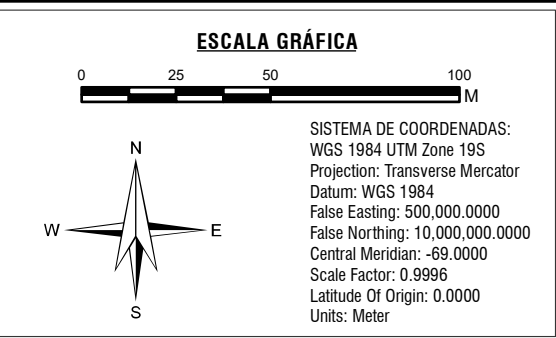 ESCALA GRÁFICA
0 25 50 100
M
SISTEMA DE COORDENADAS:
WGS 1984 UTM Zone 19S
Projection: Transverse Mercator
Datum: WGS 1984
False Easting: 500,000.0000
False Northing: 10,000,000.0000
Central Meridian: -69.0000
Scale Factor: 0.9996
Latitude Of Origin: 0.0000
Units: Meter
N
W E
S